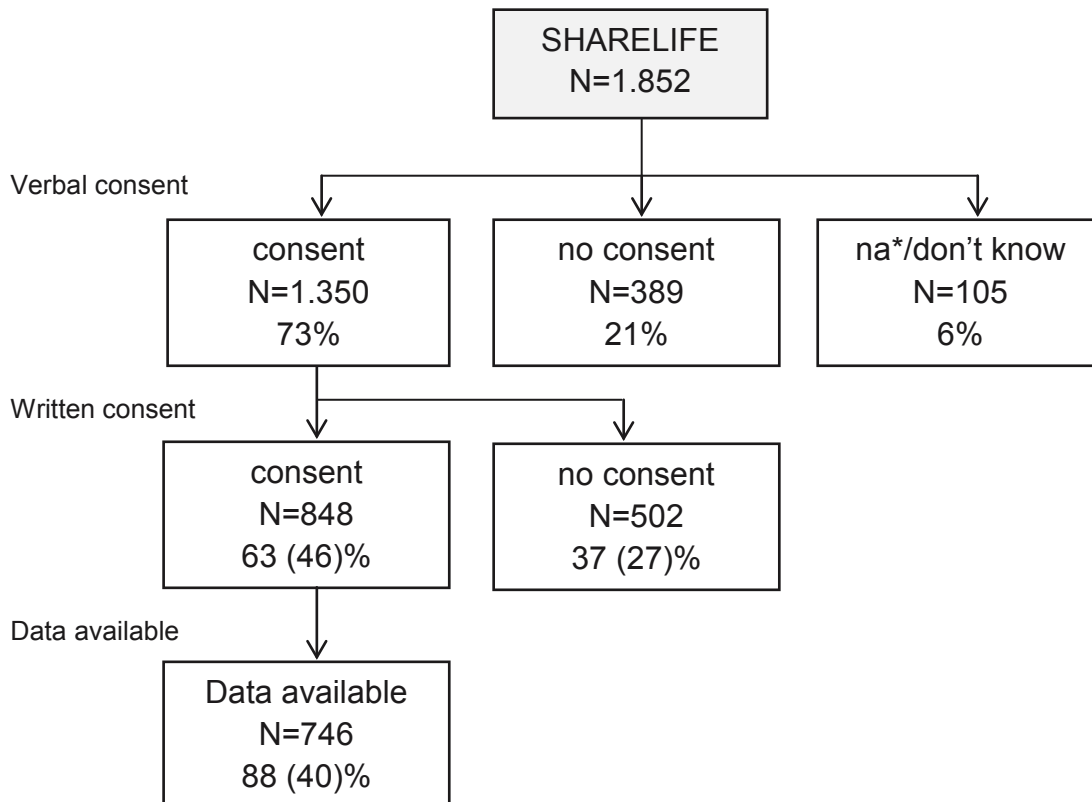 SHARELIFE
N=1.852
Verbal consent
consent
N=1.350
73%
no consent
N=389
21%
na*/don’t know
N=105
6%
Written consent
consent
N=848
63 (46)%
no consent
N=502
37 (27)%
Data available
Data available
N=746
88 (40)%